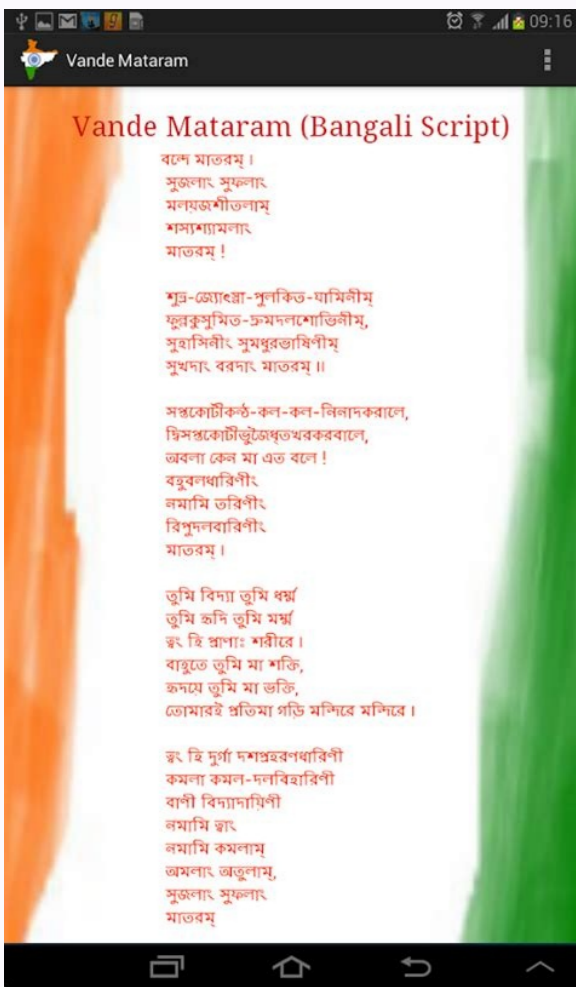 09:16
Vande Mataram
Vande Mataram (Bangali Script)
বন্দে মাতরম্ ।
সুজলাং সুফলাং
মলয়জশীতলাম্
শস্যশ্যামলাং
মাতরম্ !
শুভ্র-জ্যোৎস্না-পুলকিত-যামিনীম্
ফুল্লকুসুমিত-দ্রুমদলশোভিনীম্,
সুহাসিনীং সুমধুরভাষিণীম্
সুখদাং বরদাং মাতরম্ ॥
সপ্তকোটীকণ্ঠ-কল-কল-নিনাদকরালে,
দ্বিসপ্তকোটীভুজৈধৃতখরকরবালে,
অবলা কেন মা এত বলে !
বহুবলধারিণীং
নমামি তরিণীং
রিপুদলবারিণীং
মাতরম্ ।
তুমি বিদ্যা তুমি ধর্ম্ম
তুমি হৃদি তুমি মর্ম্ম
ত্বং হি প্রাণাঃ শরীরে ।
বাহুতে তুমি মা শক্তি,
হৃদয়ে তুমি মা ভক্তি,
তোমারই প্রতিমা গড়ি মন্দিরে মন্দিরে ।
ত্বং হি দুর্গা দশপ্রহরণধারিণী
কমলা কমল-দলবিহারিণী
বাণী বিদ্যাদায়িণী
নমামি ত্বাং
নমামি কমলাম্
অমলাং অতুলাম্,
সুজলাং সুফলাং
মাতরম্